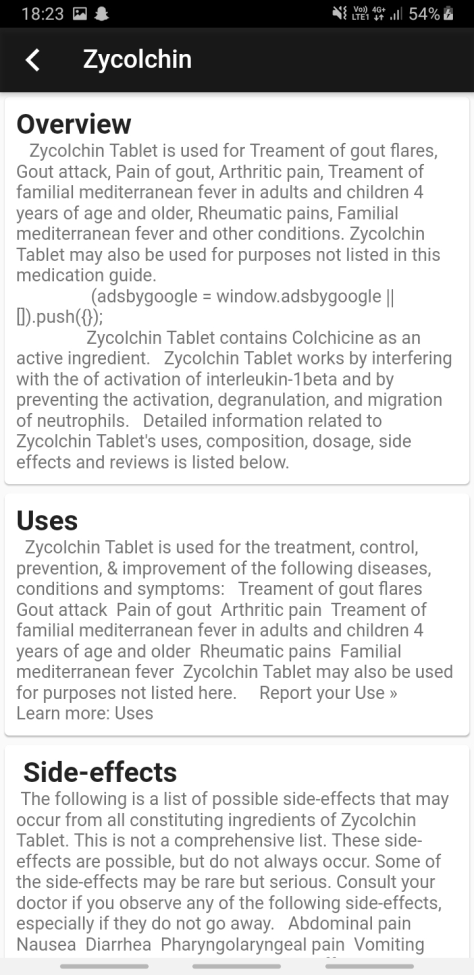 18:23 Vo)) 4G+ LTE1 54%
Zycolchin
Overview
Zycolchin Tablet is used for Treament of gout flares,
Gout attack, Pain of gout, Arthritic pain, Treament of
familial mediterranean fever in adults and children 4
years of age and older, Rheumatic pains, Familial
mediterranean fever and other conditions. Zycolchin
Tablet may also be used for purposes not listed in this
medication guide.
(adsbygoogle = window.adsbygoogle ||
[]).push({});
Zycolchin Tablet contains Colchicine as an
active ingredient. Zycolchin Tablet works by interfering
with the of activation of interleukin-1beta and by
preventing the activation, degranulation, and migration
of neutrophils. Detailed information related to
Zycolchin Tablet's uses, composition, dosage, side
effects and reviews is listed below.
Uses
Zycolchin Tablet is used for the treatment, control,
prevention, & improvement of the following diseases,
conditions and symptoms: Treament of gout flares
Gout attack Pain of gout Arthritic pain Treament of
familial mediterranean fever in adults and children 4
years of age and older Rheumatic pains Familial
mediterranean fever Zycolchin Tablet may also be used
for purposes not listed here. Report your Use »
Learn more: Uses
Side-effects
The following is a list of possible side-effects that may
occur from all constituting ingredients of Zycolchin
Tablet. This is not a comprehensive list. These side-
effects are possible, but do not always occur. Some of
the side-effects may be rare but serious. Consult your
doctor if you observe any of the following side-effects,
especially if they do not go away. Abdominal pain
Nausea Diarrhea Pharyngolaryngeal pain Vomiting